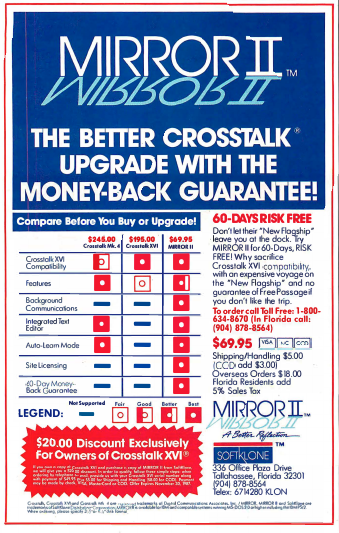 MIRROR II TM
MIRROR II
THE BETTER CROSSTALK®
UPGRADE WITH THE
MONEY-BACK GUARANTEE!
Compare Before You Buy or Upgrade!
$245.00 $195.00 $69.95
Crosstalk Mk. 4 Crosstalk XVI MIRROR II
Crosstalk XVI
Compatibility
Features
Background
Communications
Integrated Text
Editor
Auto-Learn Mode
Site Licensing
60-Day Money-
Back Guarantee
LEGEND: Not Supported Fair Good Better Best
$20.00 Discount Exclusively
For Owners of Crosstalk XVI®
60-DAYS RISK FREE
Don't let their "New Flagship"
leave you at the dock. Try
MIRROR II for 60-Days, RISK
FREE! Why sacrifice
Crosstalk XVI compatibility,
with an expensive voyage on
the "New Flagship" and no
guarantee of Free Passage if
you don't like the trip.
To order call Toll Free: 1-800-
634-8670 (In Florida call:
(904) 878-8564)
$69.95 VISA MC COD
Shipping/Handling $5.00
(COD add $3.00)
Overseas Orders $18.00
Florida Residents add
5% Sales Tax
MIRROR II TM
MIRROR II
A Better Reflection
SOFTKLONE TM
336 Office Plaza Drive
Tallahassee, Florida 32301
(904) 878-8564
Telex: 6714280 KLON